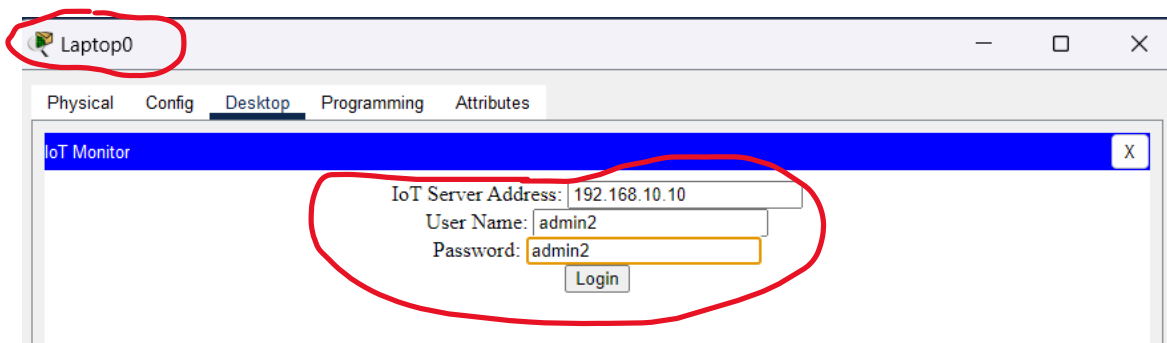 Laptop0
Physical Config Desktop Programming Attributes
IoT Monitor X
IoT Server Address: 192.168.10.10
User Name: admin2
Password: admin2
Login